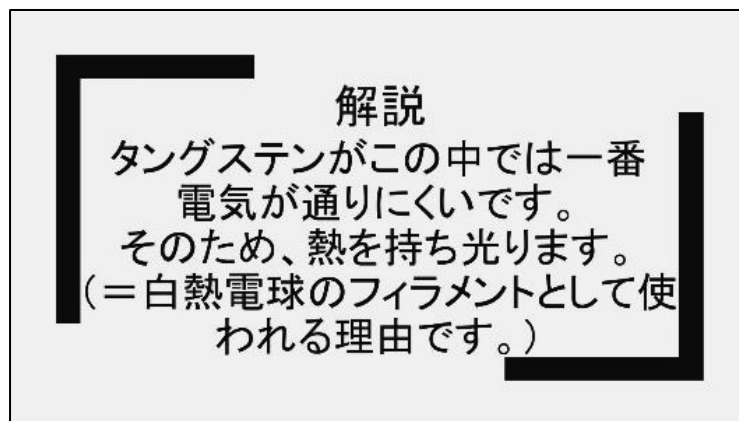 解説
タングステンがこの中では一番
電気が通りにくいです。
そのため、熱を持ち光ります。
（＝白熱電球のフィラメントとして使
われる理由です。）